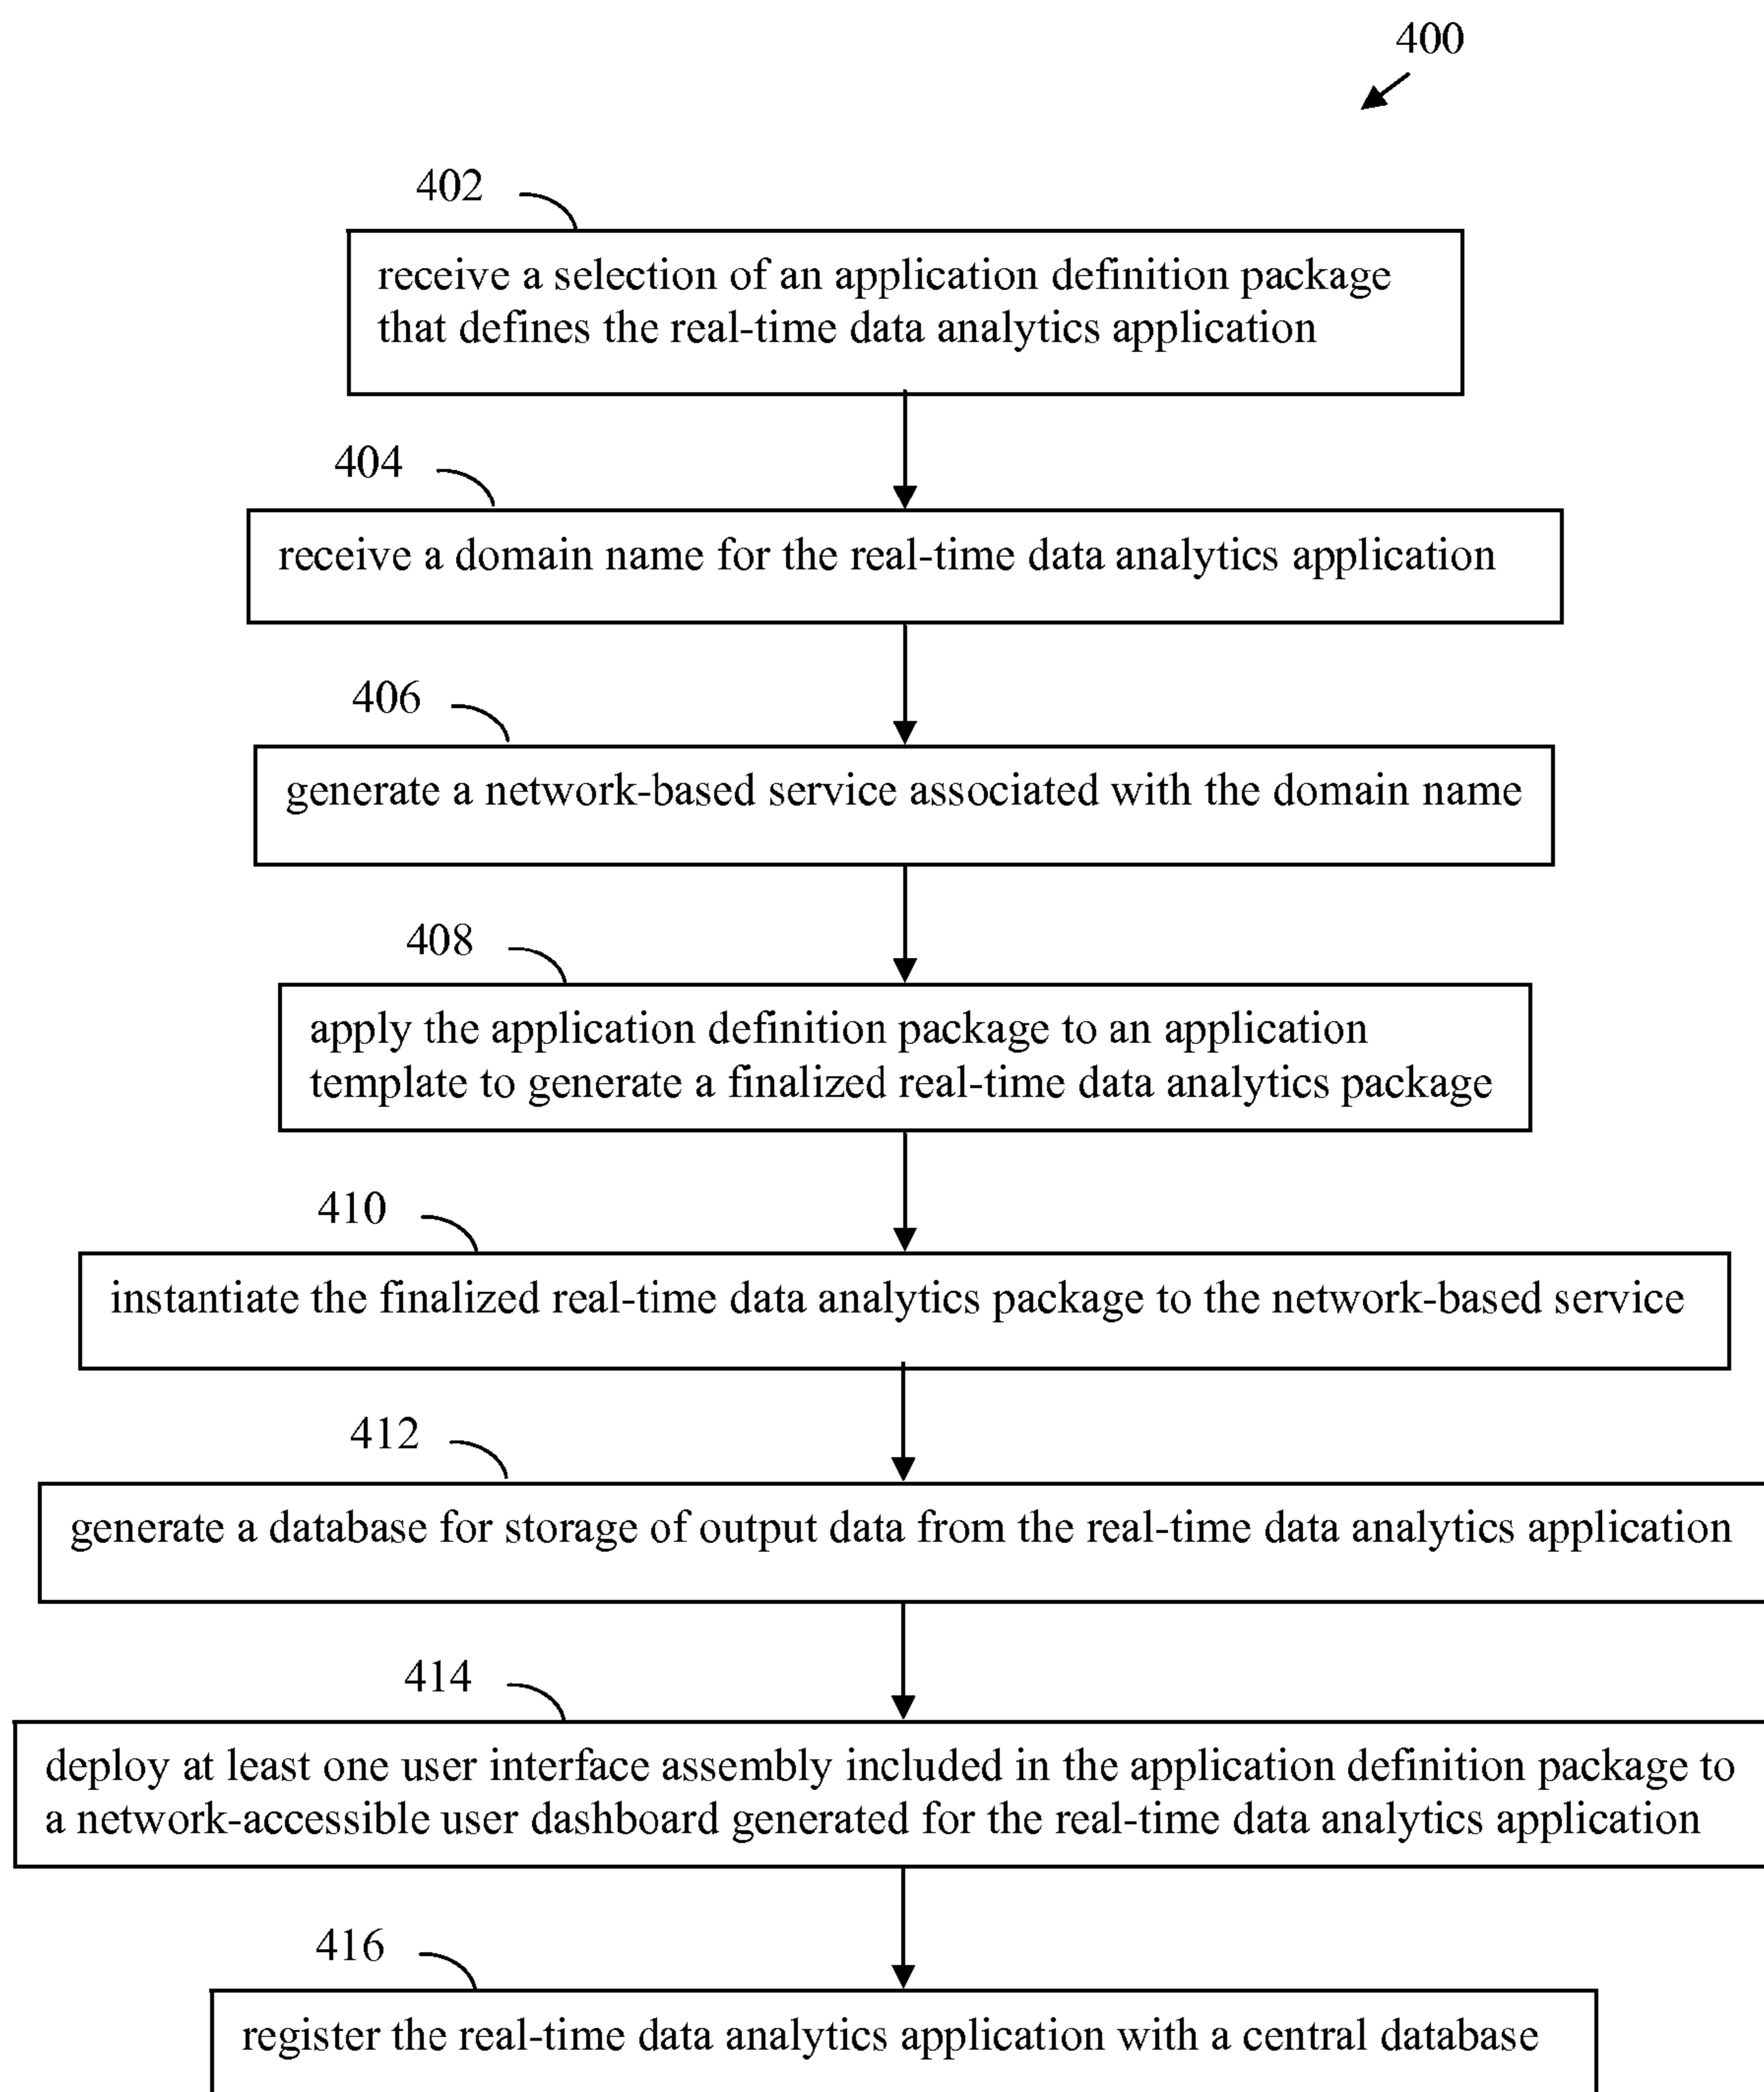 400
402
receive a selection of an application definition package
that defines the real-time data analytics application
404
receive a domain name for the real-time data analytics application
406
generate a network-based service associated with the domain name
408
apply the application definition package to an application
template to generate a finalized real-time data analytics package
410
instantiate the finalized real-time data analytics package to the network-based service
412
generate a database for storage of output data from the real-time data analytics application
414
deploy at least one user interface assembly included in the application definition package to
a network-accessible user dashboard generated for the real-time data analytics application
416
register the real-time data analytics application with a central database